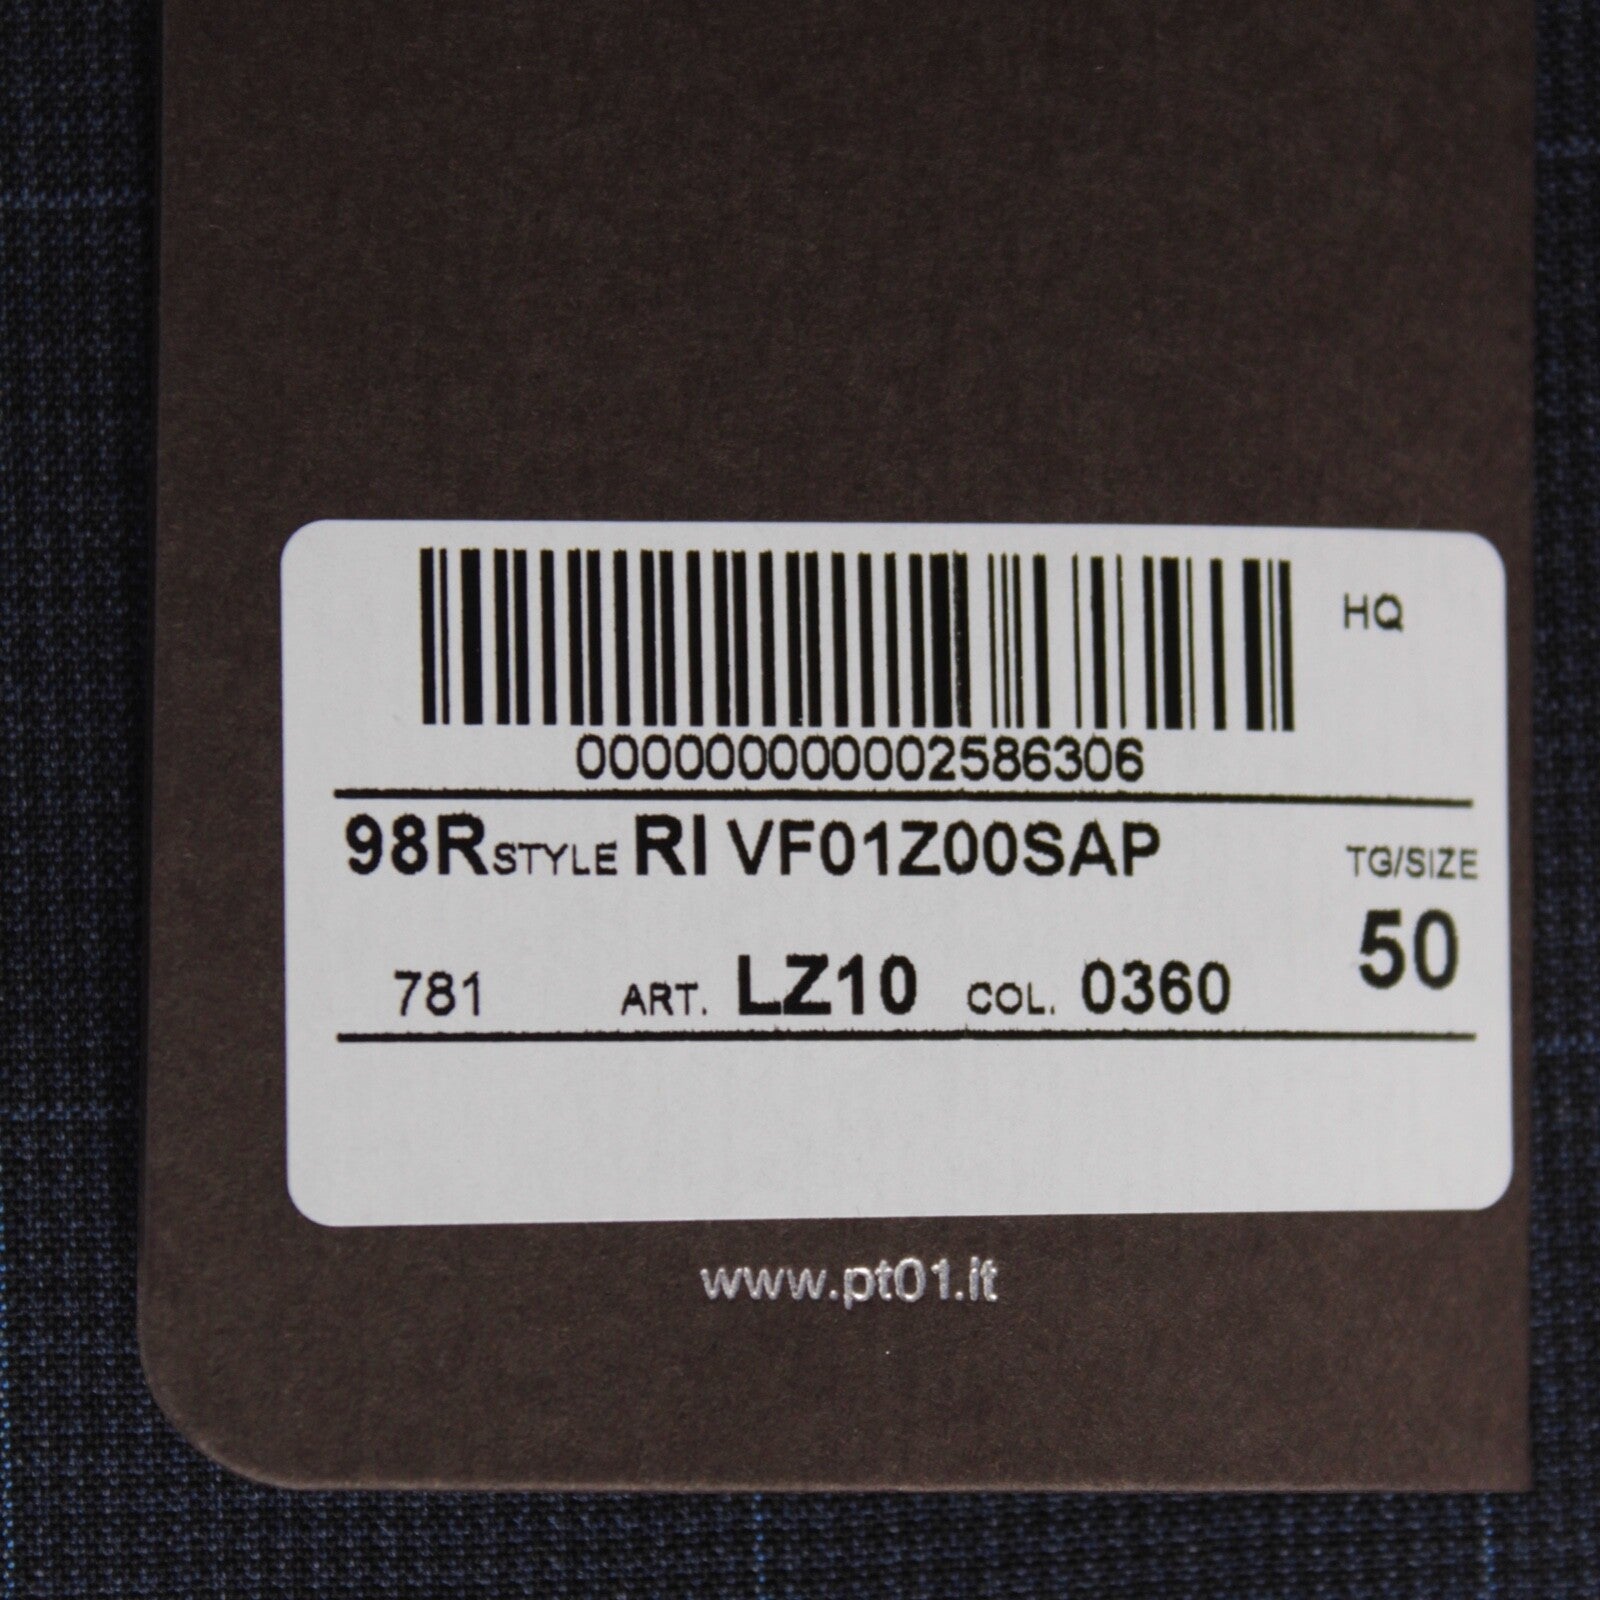 HQ
000000000002586306
98R STYLE RI VF01Z00SAP
TG/SIZE
50
781 ART. LZ10 COL. 0360
www.pt01.it